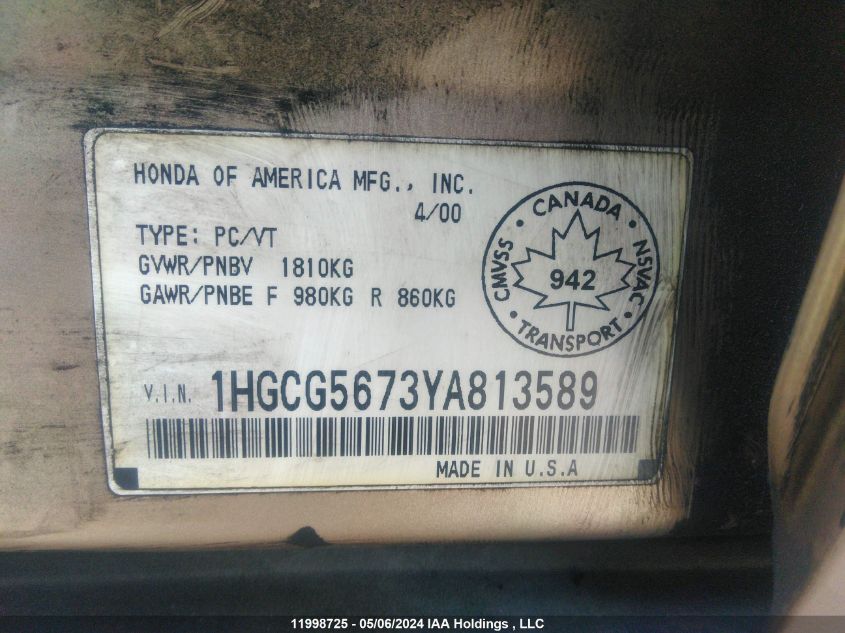 HONDA OF AMERICA MFG., INC.
4/00
TYPE: PC/VT
GVWR/PNBV 1810KG
GAWR/PNBE F 980KG R 860KG
CANADA
CMVSS
NSVAC
942
TRANSPORT
V.I.N. 1HGCG5673YA813589
MADE IN U.S.A
11998725 - 05/06/2024 IAA Holdings , LLC